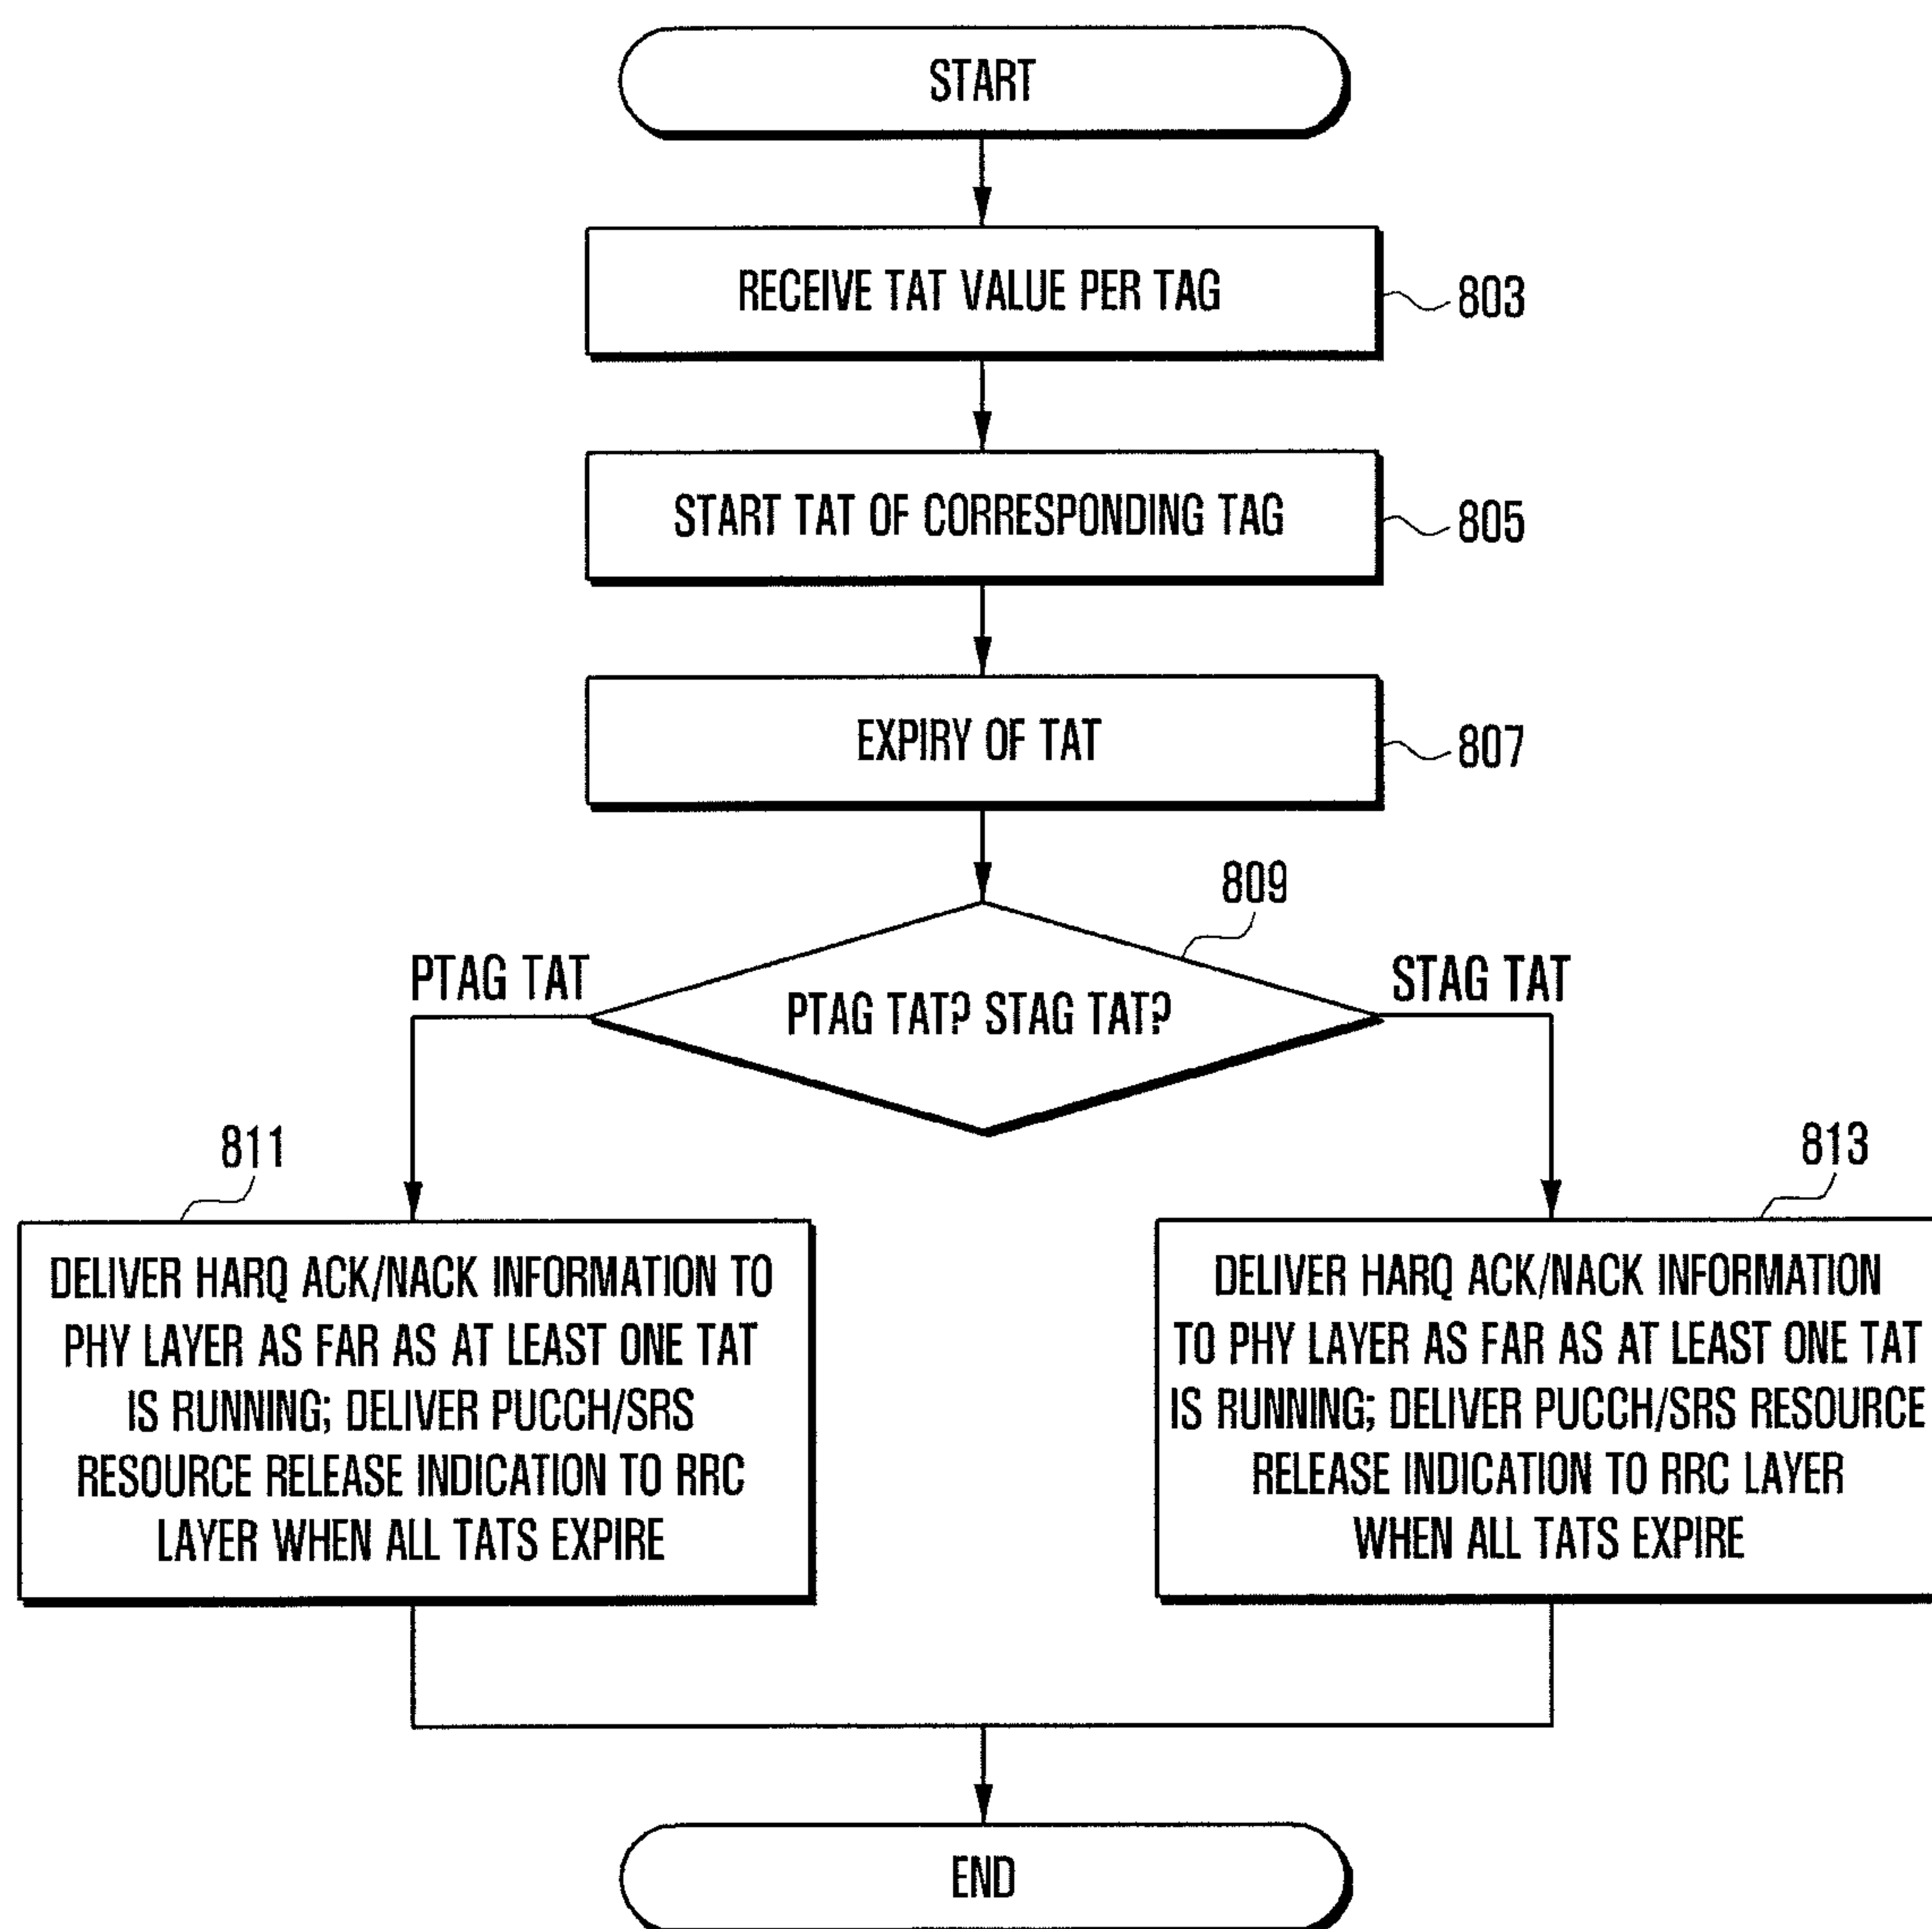 START
RECEIVE TAT VALUE PER TAG
803
START TAT OF CORRESPONDING TAG
805
EXPIRY OF TAT
807
809
PTAG TAT
PTAG TAT? STAG TAT?
STAG TAT
811
DELIVER HARQ ACK/NACK INFORMATION TO
PHY LAYER AS FAR AS AT LEAST ONE TAT
IS RUNNING; DELIVER PUCCH/SRS
RESOURCE RELEASE INDICATION TO RRC
LAYER WHEN ALL TATS EXPIRE
813
DELIVER HARQ ACK/NACK INFORMATION
TO PHY LAYER AS FAR AS AT LEAST ONE TAT
IS RUNNING; DELIVER PUCCH/SRS RESOURCE
RELEASE INDICATION TO RRC LAYER
WHEN ALL TATS EXPIRE
END